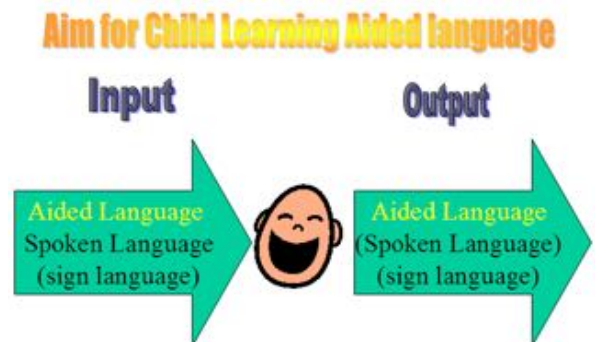 Aim for Child Learning Aided language
Input
Output
Aided Language
Spoken Language
(sign language)
Aided Language
(Spoken Language)
(sign language)